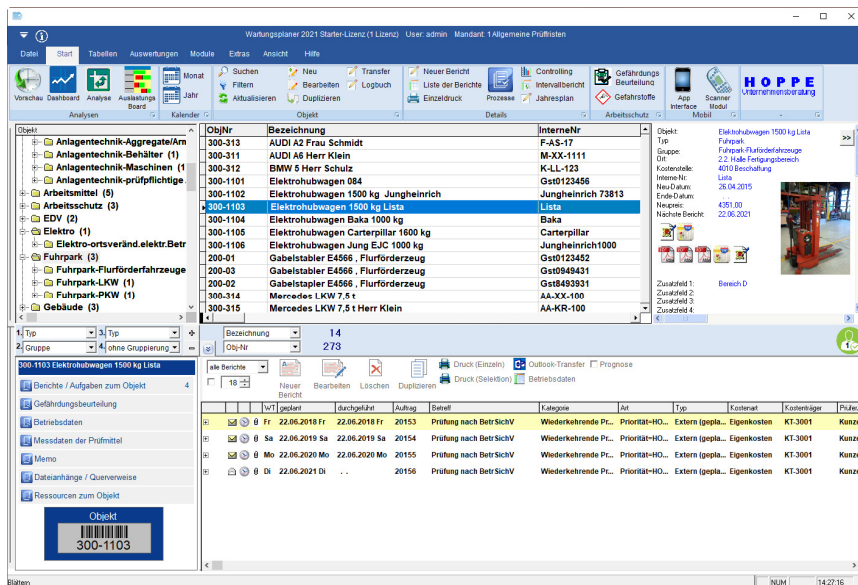 Wartungsplaner 2021 Starter-Lizenz (1 Lizenz) User: admin Mandant: 1 Allgemeine Prüffristen
Datei Start Tabellen Auswertungen Module Extras Ansicht Hilfe
Vorschau Dashboard Analyse Auslastungs Board
Analysen
Monat
Jahr
Kalender
Suchen Neu Transfer
Filtern Bearbeiten Logbuch
Aktualisieren Duplizieren
Objekt
Neuer Bericht
Liste der Berichte
Einzeldruck
Prozesse
Controlling
Intervallbericht
Jahresplan
Details
Gefährdungs Beurteilung
Gefahrstoffe
Arbeitsschutz
App Interface
Scanner Modul
Mobil
HOPPE
Unternehmensberatung
-
Objekt
Anlagentechnik-Aggregate/Arm
Anlagentechnik-Behälter (1)
Anlagentechnik-Maschinen (1
Anlagentechnik-prüfpflichtige
Arbeitsmittel (5)
Arbeitsschutz (3)
EDV (2)
Elektro (1)
Elektro-ortsveränd.elektr.Betr
Fuhrpark (3)
Fuhrpark-Flurförderfahrzeuge
Fuhrpark-LKW (1)
Fuhrpark-PKW (1)
Gebäude (3)
ObjNr Bezeichnung InterneNr
300-313 AUDI A2 Frau Schmidt F-AS-17
300-311 AUDI A6 Herr Klein M-XX-1111
300-312 BMW 5 Herr Schulz K-LL-123
300-1101 Elektrohubwagen 084 Gst0123456
300-1102 Elektrohubwagen 1500 kg Jungheinrich Jungheinrich 73813
300-1103 Elektrohubwagen 1500 kg Lista Lista
300-1104 Elektrohubwagen Baka 1000 kg Baka
300-1105 Elektrohubwagen Carterpillar 1600 kg Carterpillar
300-1106 Elektrohubwagen Jung EJC 1000 kg Jungheinrich1000
200-01 Gabelstabler E4566 , Flurförderzeug Gst0123452
200-03 Gabelstapler E4566 , Flurförderzeug Gst0949431
200-02 Gabelstapler E4566 , Flurförderzeug Gst8493931
300-314 Mercedes LKW 7,5 t AA-XX-100
300-315 Mercedes LKW 7,5 t Herr Klein AA-KR-100
Objekt: Elektrohubwagen 1500 kg Lista
Typ Fuhrpark
Gruppe: Fuhrpark-Flurförderfahrzeuge
Ort: 2.2. Halle Fertigungsbereich
Kostenstelle: 4010 Beschaffung
Interne-Nr: Lista
Neu-Datum: 26.04.2015
Ende-Datum:
Neupreis: 4351,00
Nächste Bericht: 22.06.2021
>>
Zusatzfeld 1: Bereich D
Zusatzfeld 2:
Zusatzfeld 3:
Zusatzfeld 4:
1. Typ 3. Typ
2. Gruppe 4. ohne Gruppierung
Bezeichnung 14
Obj-Nr 273
1
300-1103 Elektrohubwagen 1500 kg Lista
Berichte / Aufgaben zum Objekt 4
Gefährdungsbeurteilung
Betriebsdaten
Messdaten der Prüfmittel
Memo
Dateianhänge / Querverweise
Ressourcen zum Objekt
Objekt
300-1103
alle Berichte
18
Neuer Bericht
Bearbeiten Löschen Duplizieren
Druck (Einzeln) Outlook-Transfer Prognose
Druck (Selektion) Betriebsdaten
WT geplant durchgeführt Auftrag Betreff Kategorie Art Typ Kostenart Kostenträger Prüfer
Fr 22.06.2018 Fr 22.06.2018 Fr 20153 Prüfung nach BetrSichV Wiederkehrende Pr... Priorität=HO... Extern (gepla... Eigenkosten KT-3001 Kunze
Sa 22.06.2019 Sa 22.06.2019 Sa 20154 Prüfung nach BetrSichV Wiederkehrende Pr... Priorität=HO... Extern (gepla... Eigenkosten KT-3001 Kunze
Mo 22.06.2020 Mo 22.06.2020 Mo 20155 Prüfung nach BetrSichV Wiederkehrende Pr... Priorität=HO... Extern (gepla... Eigenkosten KT-3001 Kunze
Di 22.06.2021 Di . . 20156 Prüfung nach BetrSichV Wiederkehrende Pr... Priorität=HO... Extern (gepla... Eigenkosten KT-3001 Kunze
Blättern NUM 14:27:16